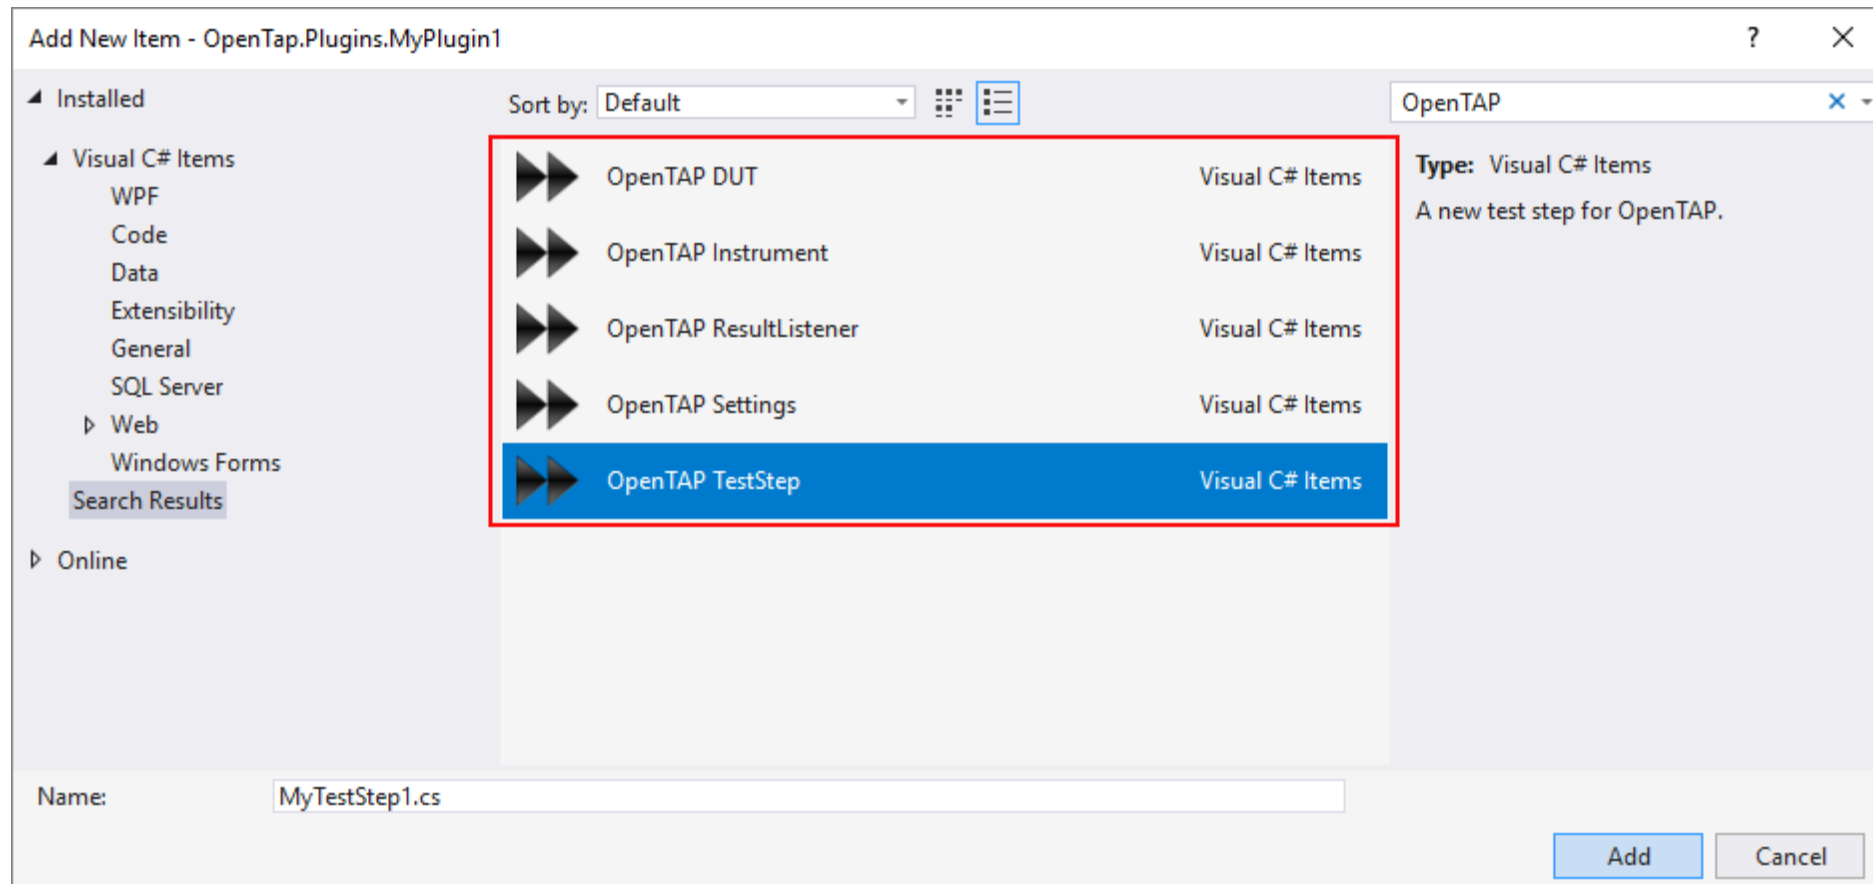 Add New Item - OpenTap.Plugins.MyPlugin1 ?
Installed
Visual C# Items
WPF
Code
Data
Extensibility
General
SQL Server
Web
Windows Forms
Search Results
Online
Sort by: Default
OpenTAP DUT Visual C# Items
OpenTAP Instrument Visual C# Items
OpenTAP ResultListener Visual C# Items
OpenTAP Settings Visual C# Items
OpenTAP TestStep Visual C# Items
OpenTAP
Type: Visual C# Items
A new test step for OpenTAP.
Name: MyTestStep1.cs
Add Cancel